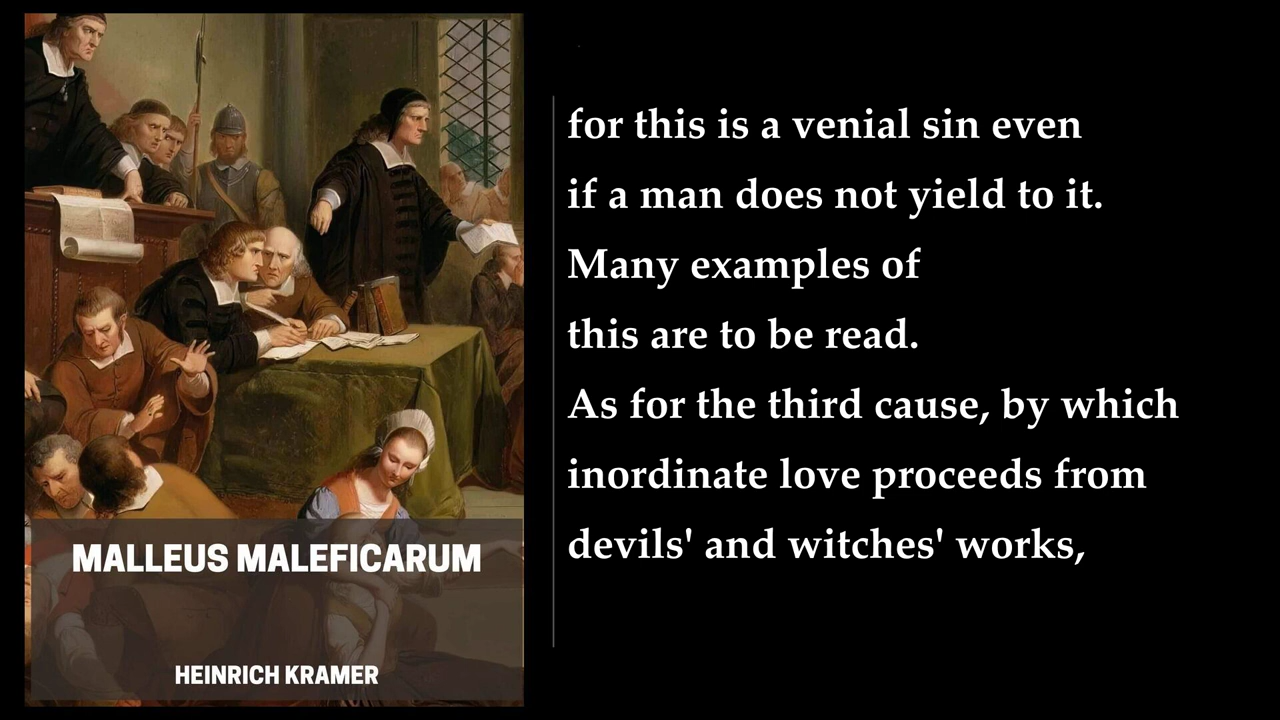 MALLEUS MALEFICARUM
HEINRICH KRAMER
for this is a venial sin even
if a man does not yield to it.
Many examples of
this are to be read.
As for the third cause, by which
inordinate love proceeds from
devils' and witches' works,